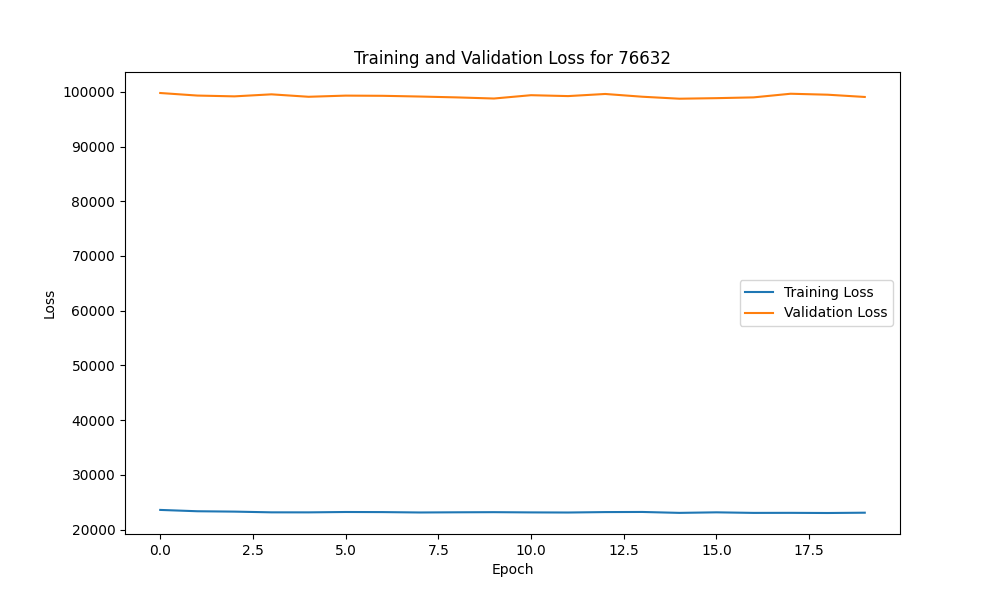 Training and Validation Loss for 76632
100000
90000
80000
70000
60000
50000
40000
30000
20000
Loss
Training Loss
Validation Loss
0.0 2.5 5.0 7.5 10.0 12.5 15.0 17.5
Epoch